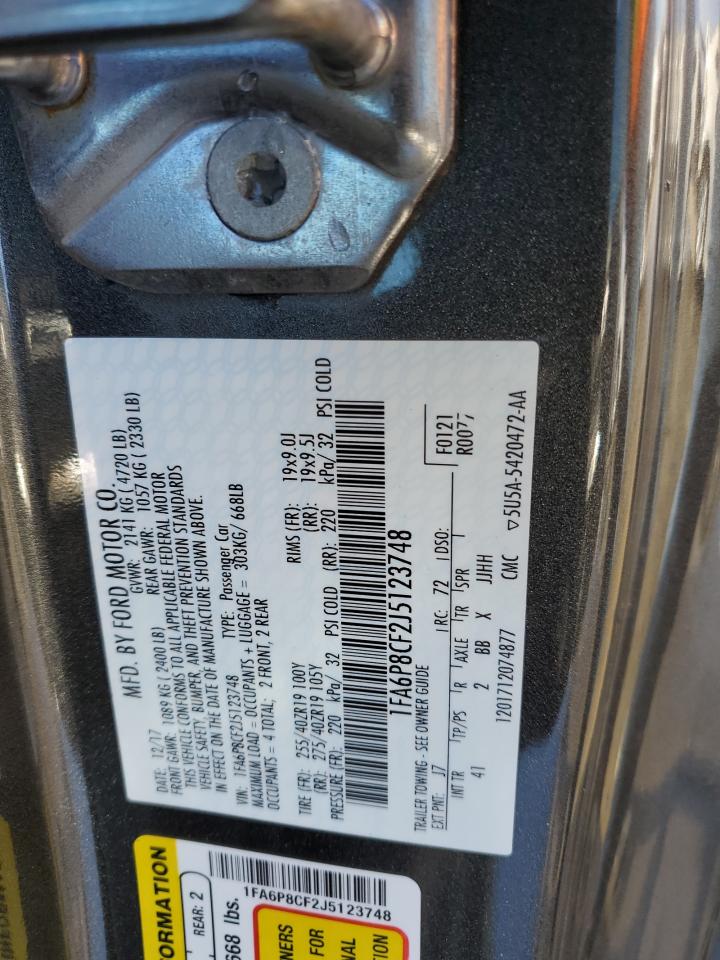 MFD. BY FORD MOTOR CO.
DATE: 12/17 GVWR: 2141 KG ( 4720 LB)
FRONT GAWR: 1089 KG ( 2400 LB) REAR GAWR: 1057 KG ( 2330 LB)
THIS VEHICLE CONFORMS TO ALL APPLICABLE FEDERAL MOTOR
VEHICLE SAFETY, BUMPER, AND THEFT PREVENTION STANDARDS
IN EFFECT ON THE DATE OF MANUFACTURE SHOWN ABOVE.
VIN: 1FA6P8CF2J5123748 TYPE: Passenger Car
MAXIMUM LOAD = OCCUPANTS + LUGGAGE = 303KG/ 668LB
OCCUPANTS = 4 TOTAL; 2 FRONT, 2 REAR
TIRE (FR): 255/40ZR19 100Y RIMS (FR): 19x9.0J
(RR): 275/40ZR19 105Y (RR): 19x9.5J
PRESSURE (FR): 220 kPa/ 32 PSI COLD (RR): 220 kPa/ 32 PSI COLD
1FA6P8CF2J5123748
TRAILER TOWING - SEE OWNER GUIDE
EXT PNT: J7 RC: 72 DSO: F0121
R0077
INT TR TP/PS R AXLE TR SPR
41 2 BB X JJHH
12017120​74877 CMC ▽5U5A-5420472-AA
FORMATION
REAR: 2
668 lbs.
1FA6P8CF2J5123748